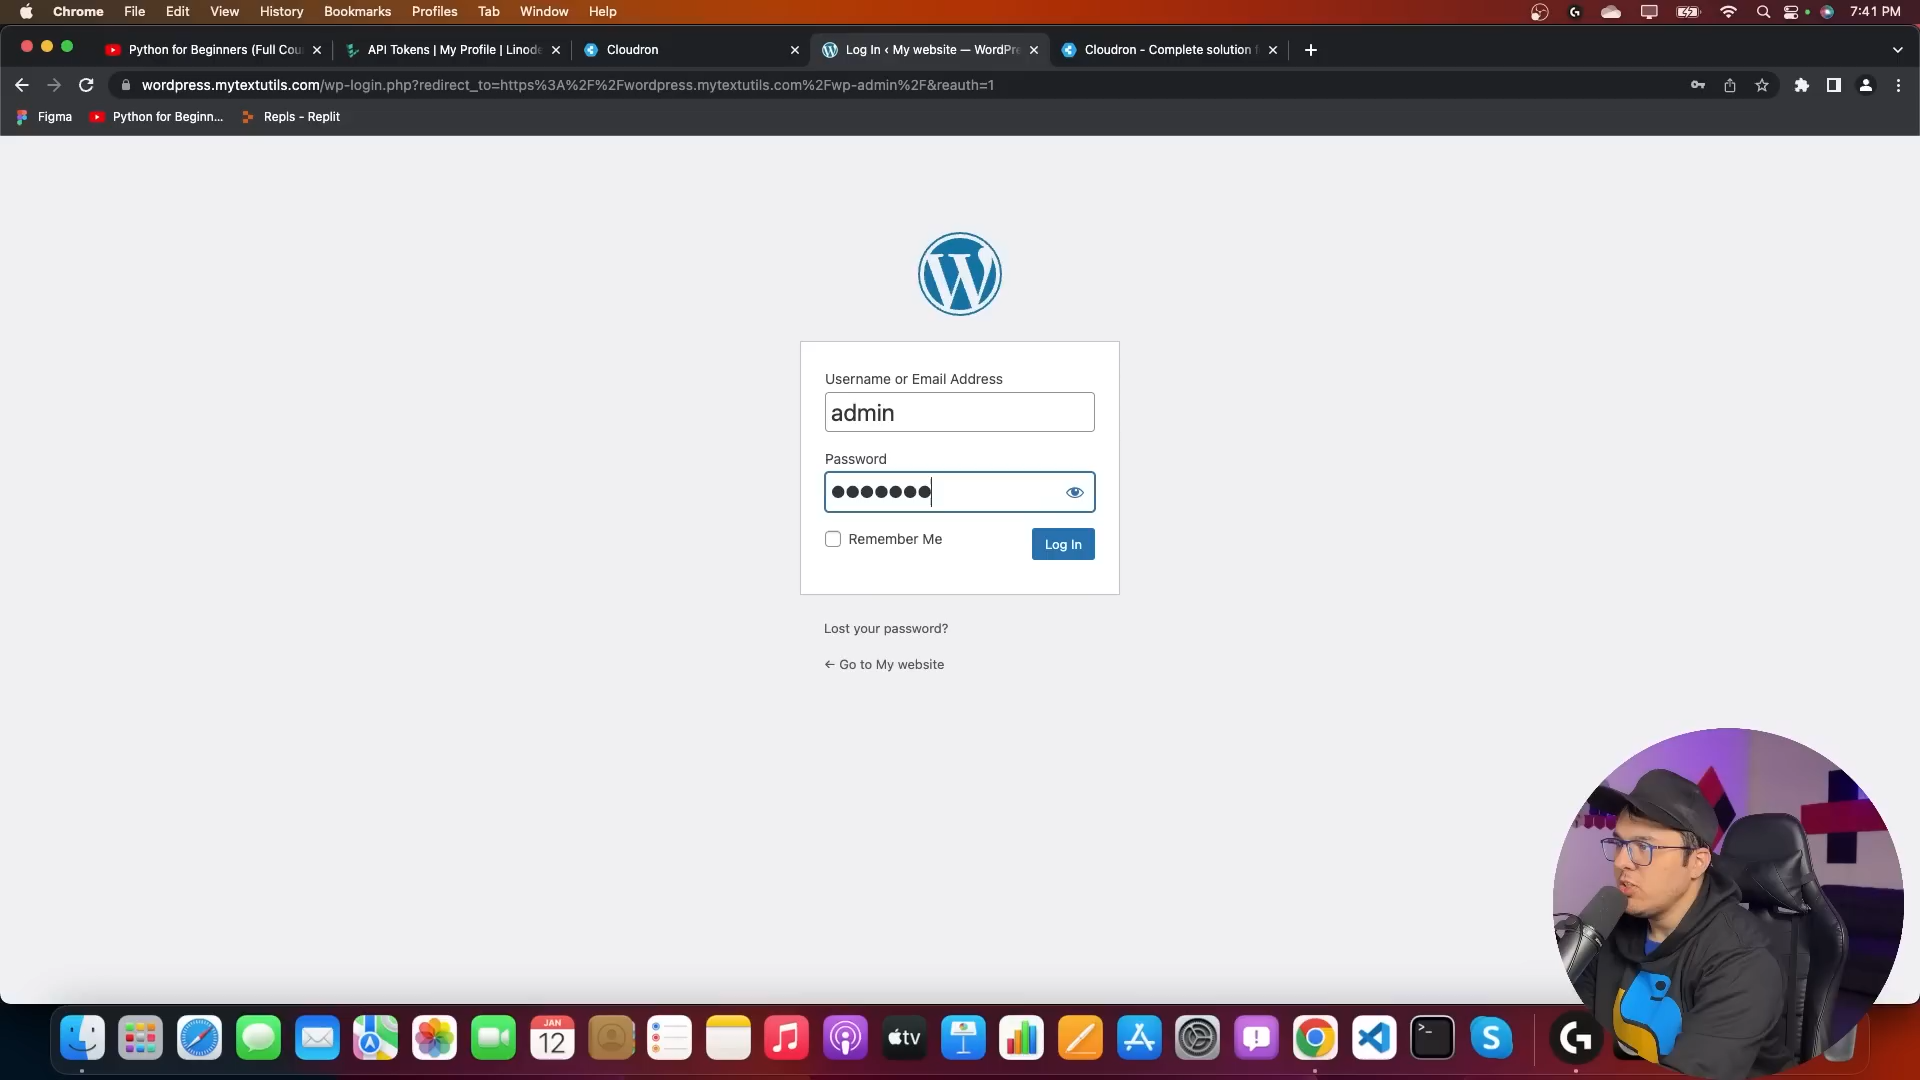 Chrome File Edit View History Bookmarks Profiles Tab Window Help 7:41 PM
Python for Beginners (Full Cou API Tokens | My Profile | Linode Cloudron Log In ‹ My website — WordPre Cloudron - Complete solution f
wordpress.mytextutils.com/wp-login.php?redirect_to=https%3A%2F%2Fwordpress.mytextutils.com%2Fwp-admin%2F&reauth=1
Figma Python for Beginn... Repls - Replit
Username or Email Address
admin
Password
Remember Me
Log In
Lost your password?
← Go to My website
JAN
12
tv